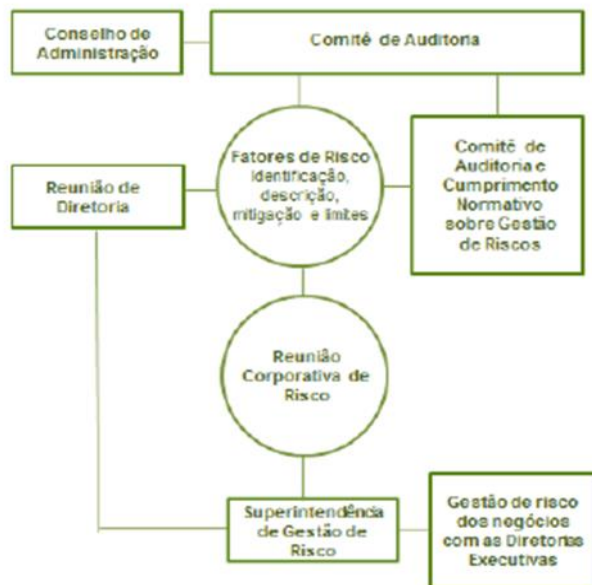 Conselho de
Administração
Comitê de Auditoria
Fatores de Risco
Identificação,
descrição,
mitigação e limites
Reunião de
Diretoria
Comitê de
Auditoria e
Cumprimento
Normativo
sobre Gestão
de Riscos
Reunião
Corporativa de
Risco
Superintendência
de Gestão de
Risco
Gestão de risco
dos negócios
com as Diretorias
Executivas